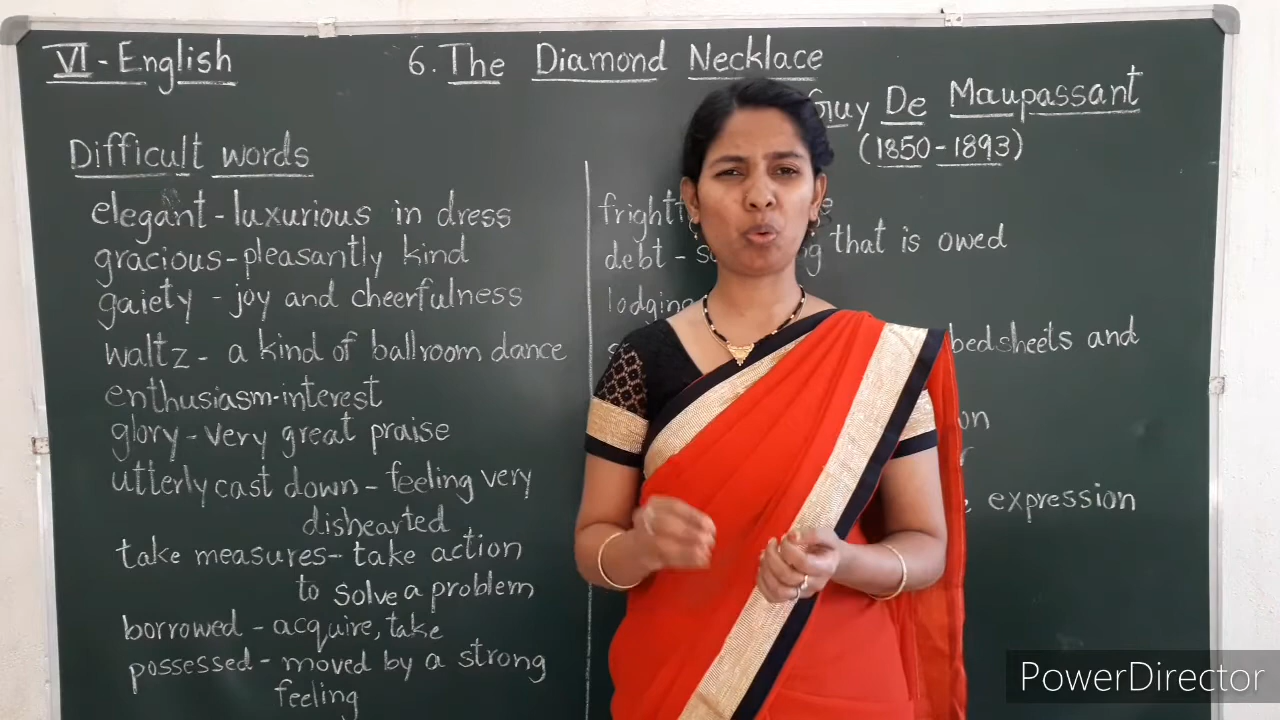 VI - English
6. The Diamond Necklace
Guy De Maupassant
(1850-1893)
Difficult words
elegant - luxurious in dress
gracious - pleasantly kind
gaiety - joy and cheerfulness
waltz - a kind of ballroom dance
enthusiasm - interest
glory - very great praise
utterly cast down - feeling very
dishearted
take measures - take action
to solve a problem
borrowed - acquire, take
possessed - moved by a strong
feeling
debt - that is owed
lodging
bedsheets and
expression
PowerDirector